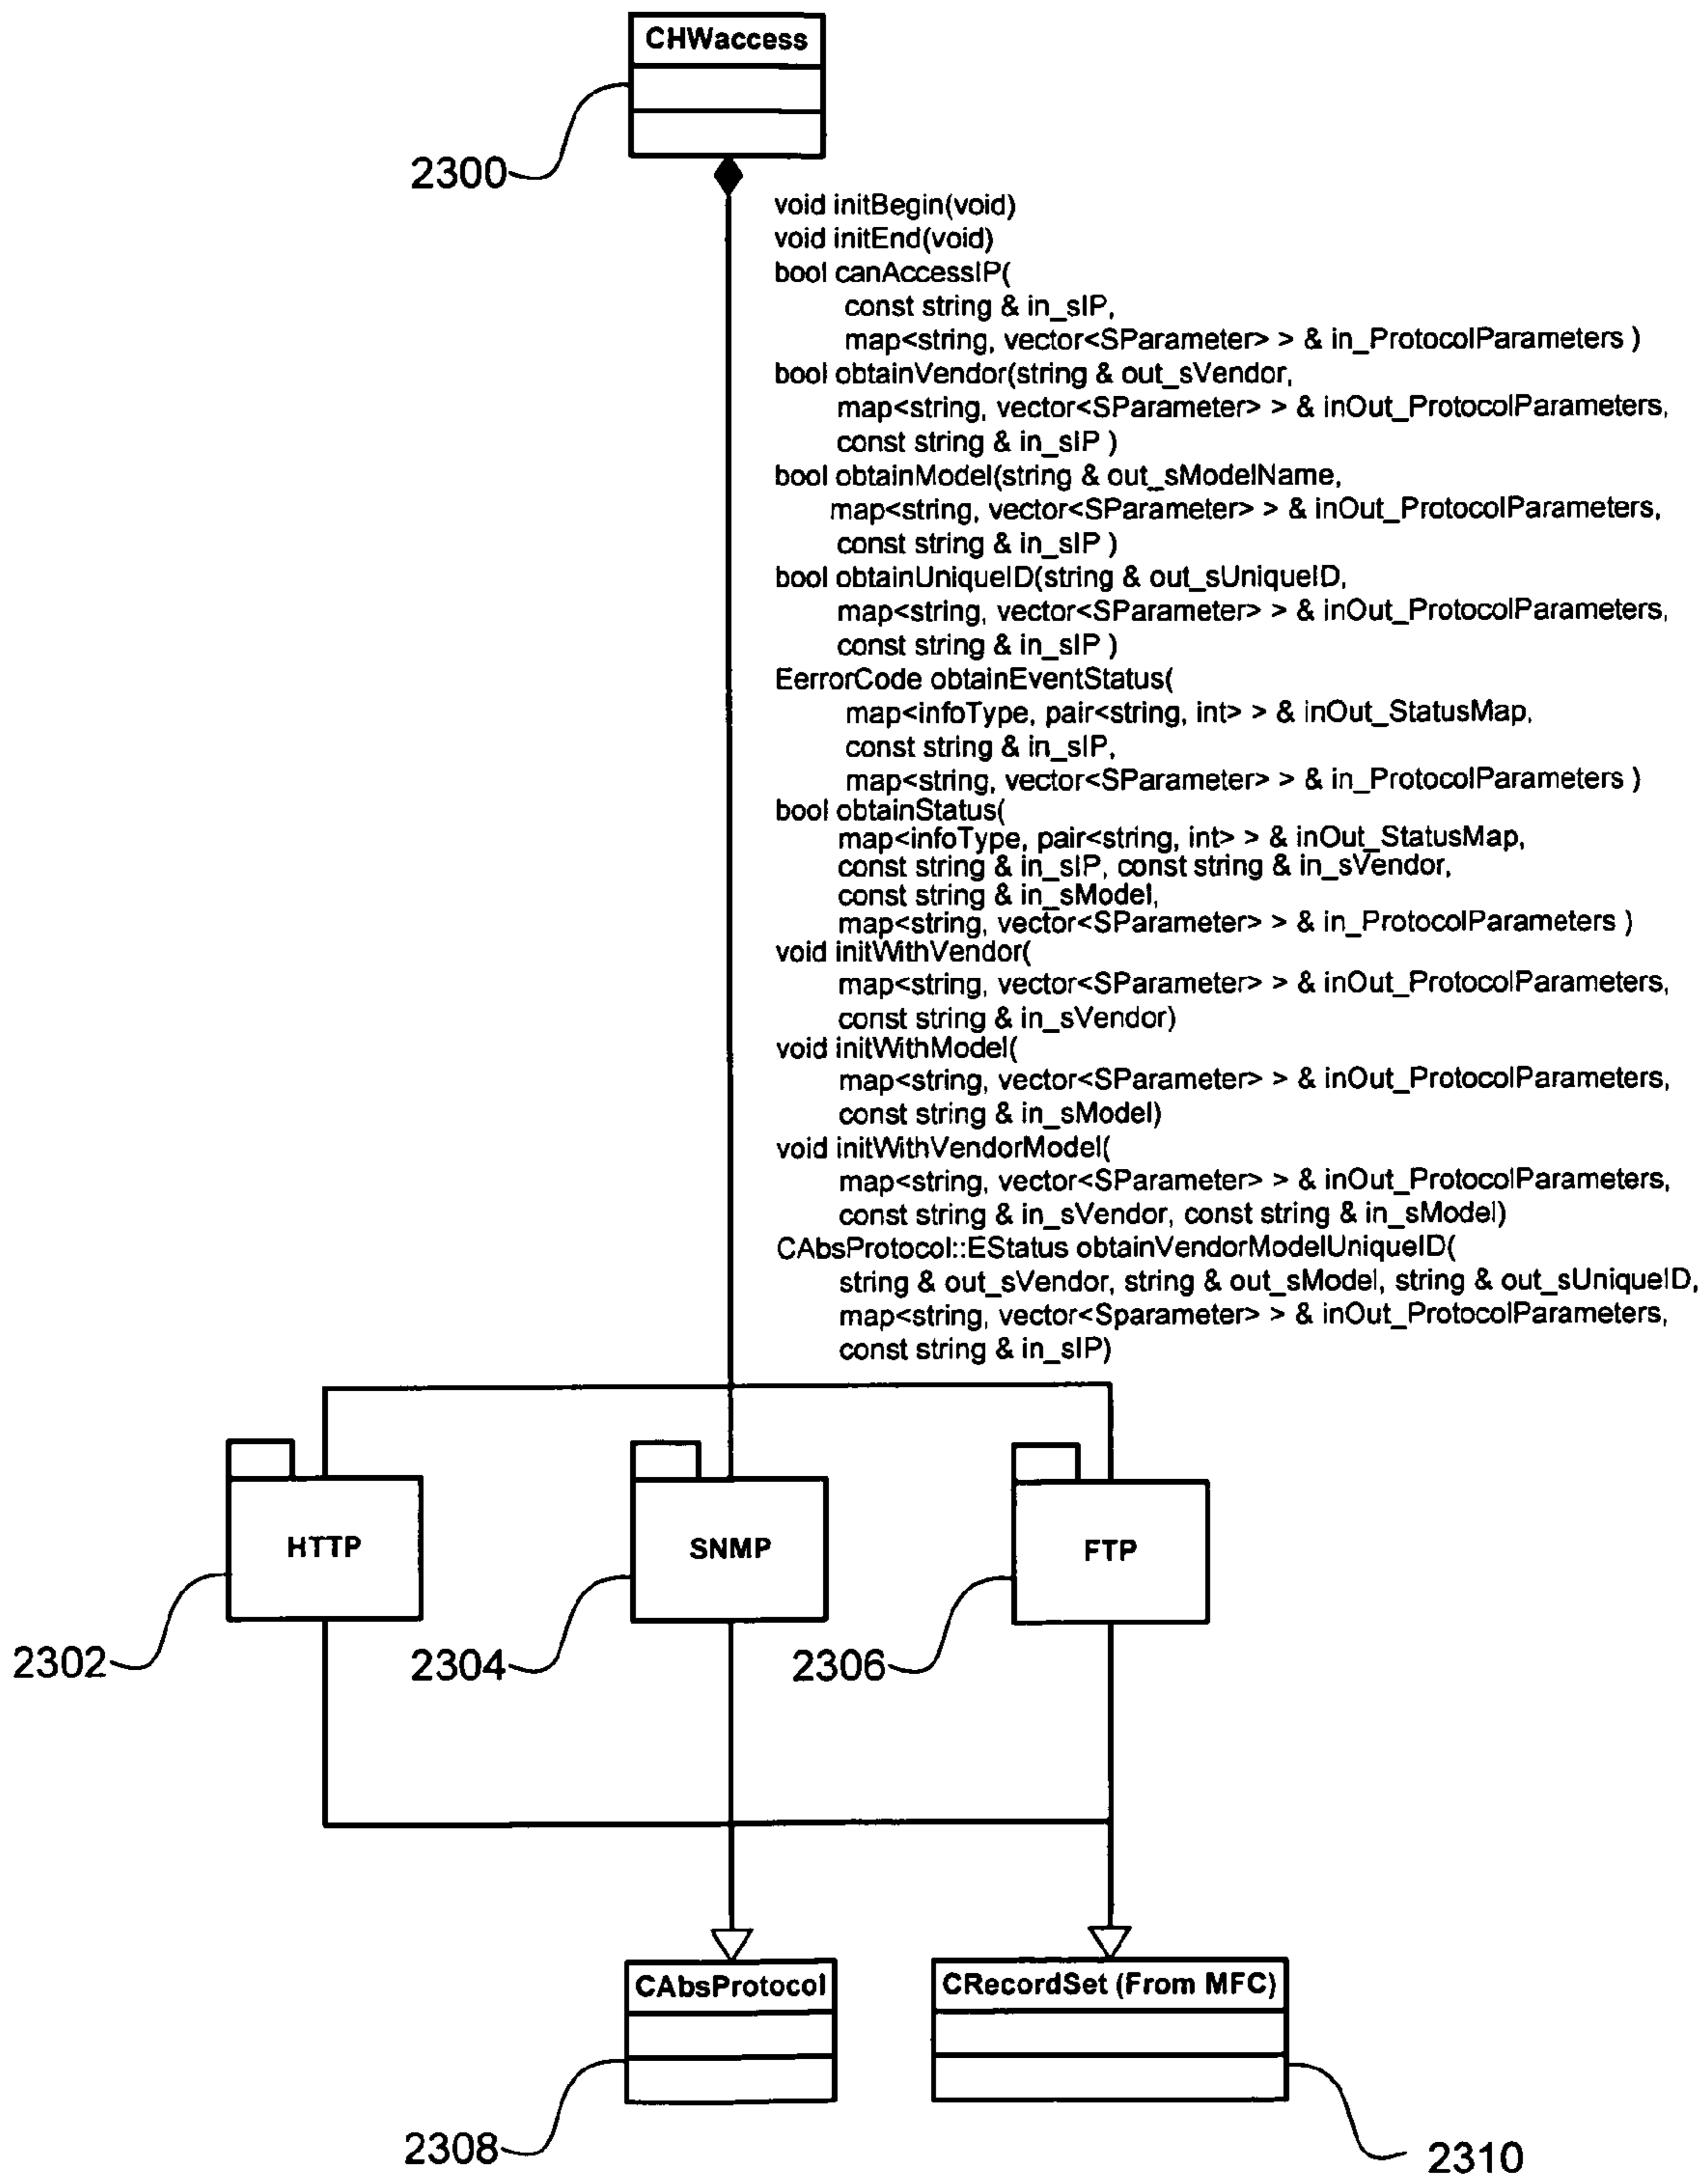 CHWaccess
2300
void initBegin(void)
void initEnd(void)
bool canAccessIP(
const string & in_sIP,
map<string, vector<SParameter> > & in_ProtocolParameters )
bool obtainVendor(string & out_sVendor,
map<string, vector<SParameter> > & inOut_ProtocolParameters,
const string & in_sIP )
bool obtainModel(string & out_sModelName,
map<string, vector<SParameter> > & inOut_ProtocolParameters,
const string & in_sIP )
bool obtainUniqueID(string & out_sUniqueID,
map<string, vector<SParameter> > & inOut_ProtocolParameters,
const string & in_sIP )
EerrorCode obtainEventStatus(
map<infoType, pair<string, int> > & inOut_StatusMap,
const string & in_sIP,
map<string, vector<SParameter> > & in_ProtocolParameters )
bool obtainStatus(
map<infoType, pair<string, int> > & inOut_StatusMap,
const string & in_sIP, const string & in_sVendor,
const string & in_sModel,
map<string, vector<SParameter> > & in_ProtocolParameters )
void initWithVendor(
map<string, vector<SParameter> > & inOut_ProtocolParameters,
const string & in_sVendor)
void initWithModel(
map<string, vector<SParameter> > & inOut_ProtocolParameters,
const string & in_sModel)
void initWithVendorModel(
map<string, vector<SParameter> > & inOut_ProtocolParameters,
const string & in_sVendor, const string & in_sModel)
CAbsProtocol::EStatus obtainVendorModelUniqueID(
string & out_sVendor, string & out_sModel, string & out_sUniqueID,
map<string, vector<Sparameter> > & inOut_ProtocolParameters,
const string & in_sIP)
HTTP
SNMP
FTP
2302
2304
2306
CAbsProtocol
CRecordSet (From MFC)
2308
2310